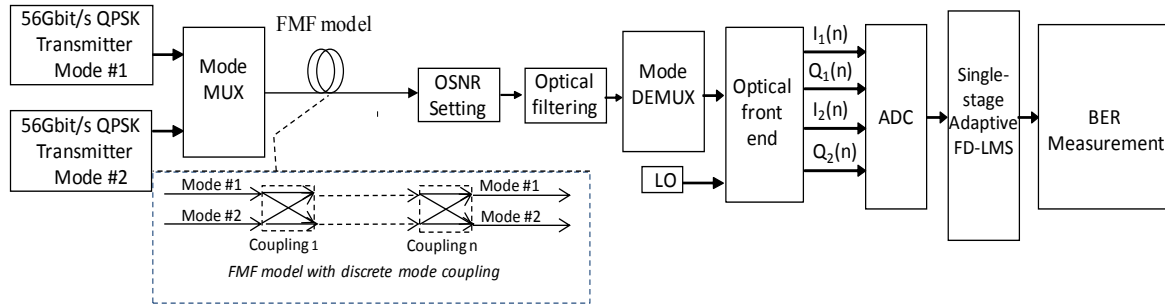 56Gbit/s QPSK
Transmitter
Mode #1
56Gbit/s QPSK
Transmitter
Mode #2
Mode
MUX
FMF model
OSNR
Setting
Optical
filtering
Mode
DEMUX
LO
Optical
front
end
I1(n)
Q1(n)
I2(n)
Q2(n)
ADC
Single-
stage
Adaptive
FD-LMS
BER
Measurement
Mode #1
Mode #2
Coupling 1
Coupling n
Mode #1
Mode #2
FMF model with discrete mode coupling